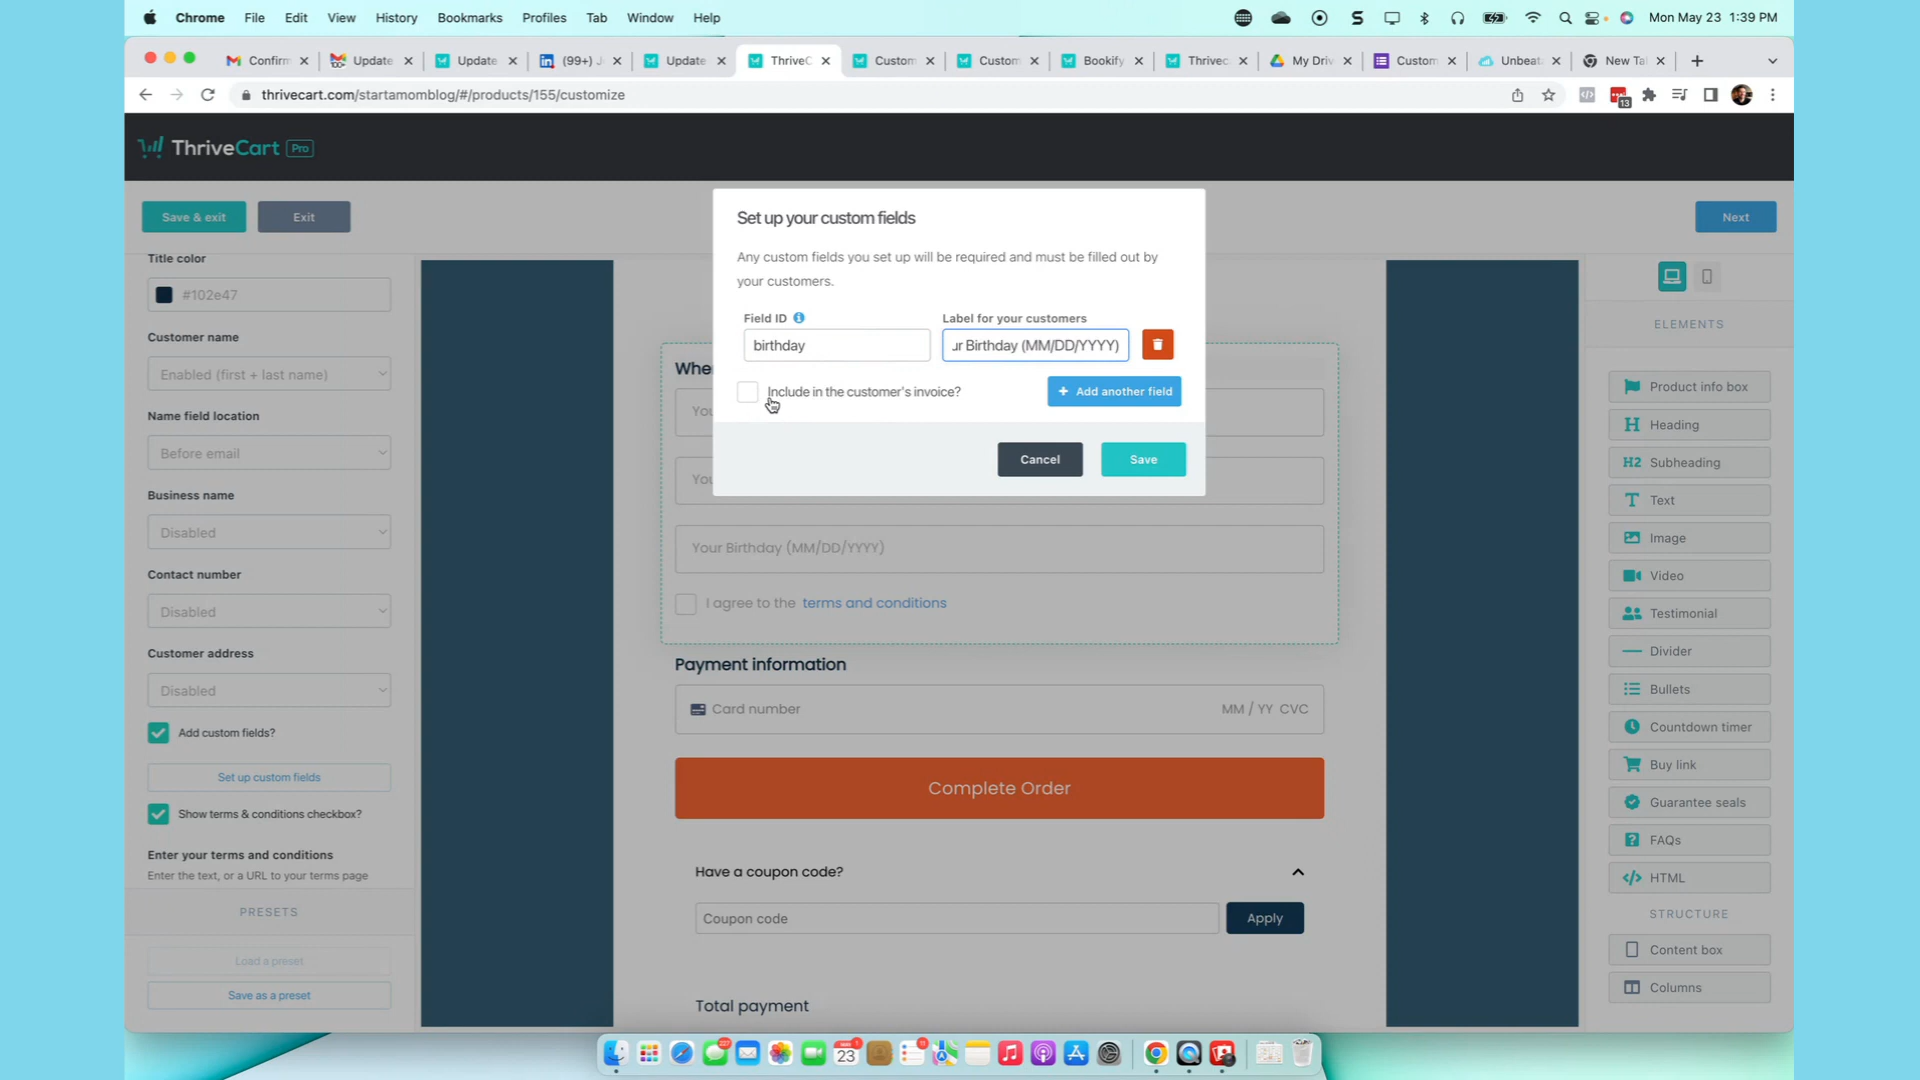 Chrome File Edit View History Bookmarks Profiles Tab Window Help Mon May 23 1:39 PM
Confirm Update Update (99+) Update ThriveC Custom Custom Bookify Thrivec My Driv Custom Unbeat New Ta
thrivecart.com/startamomblog/#/products/155/customize
13
ThriveCart Pro
Save & exit Exit Next
Title color
#102e47
Customer name
Enabled (first + last name)
Name field location
Before email
Business name
Disabled
Contact number
Disabled
Customer address
Disabled
Add custom fields?
Set up custom fields
Show terms & conditions checkbox?
Enter your terms and conditions
Enter the text, or a URL to your terms page
PRESETS
Load a preset
Save as a preset
Set up your custom fields
Any custom fields you set up will be required and must be filled out by
your customers.
Field ID Label for your customers
birthday ur Birthday (MM/DD/YYYY)
Include in the customer's invoice? + Add another field
Cancel Save
Whe
You
You
Your Birthday (MM/DD/YYYY)
I agree to the terms and conditions
Payment information
Card number MM / YY CVC
Complete Order
Have a coupon code?
Coupon code Apply
Total payment
ELEMENTS
Product info box
H Heading
H2 Subheading
T Text
Image
Video
Testimonial
Divider
Bullets
Countdown timer
Buy link
Guarantee seals
FAQs
HTML
STRUCTURE
Content box
Columns
23